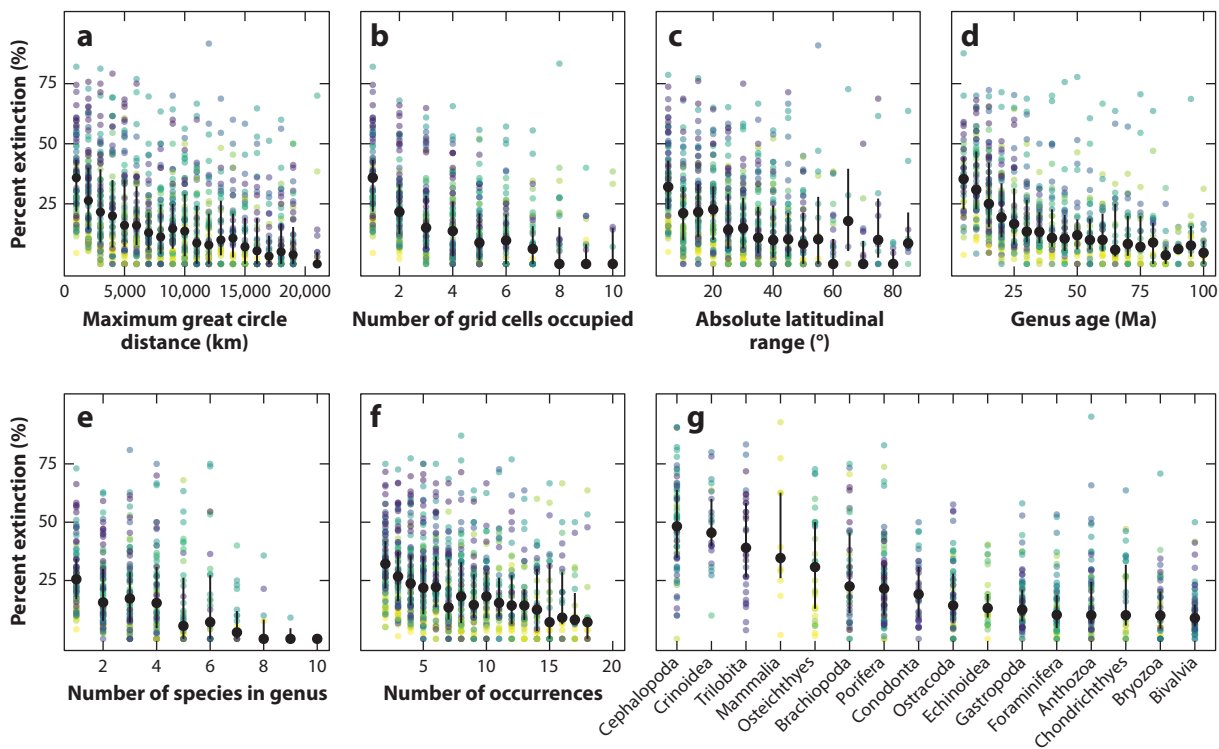 a
b
c
d
Percent extinction (%)
75
50
25
0 5,000 10,000 15,000 20,000
2 4 6 8 10
20 40 60 80
25 50 75 100
Maximum great circle
distance (km)
Number of grid cells occupied
Absolute latitudinal
range (°)
Genus age (Ma)
e
f
g
Percent extinction (%)
75
50
25
2 4 6 8 10
5 10 15 20
Number of species in genus
Number of occurrences
Cephalopoda
Crinoidea
Trilobita
Mammalia
Osteichthyes
Brachiopoda
Porifera
Conodonta
Ostracoda
Echinoidea
Gastropoda
Foraminifera
Anthozoa
Chondrichthyes
Bryozoa
Bivalvia